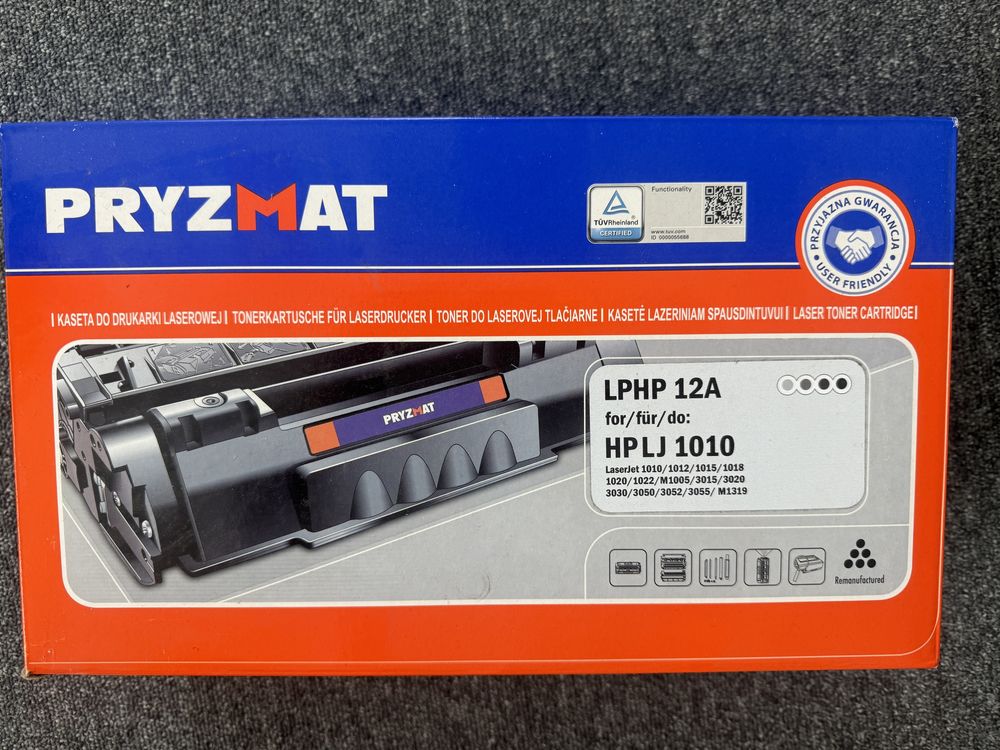 PRYZMAT
TÜVRheinland
CERTIFIED
Functionality
www.tuv.com
ID 0000055688
PRZYJAZNA GWARANCJA
USER FRIENDLY
| KASETA DO DRUKARKI LASEROWEJ | TONERKARTUSCHE FÜR LASERDRUCKER | TONER DO LASEROVEJ TLAČIARNE | KASETĖ LAZERINIAM SPAUSDINTUVUI | LASER TONER CARTRIDGE |
PRYZMAT
LPHP 12A
for/für/do:
HP LJ 1010
LaserJet 1010/1012/1015/1018
1020/1022/M1005/3015/3020
3030/3050/3052/3055/ M1319
Remanufactured